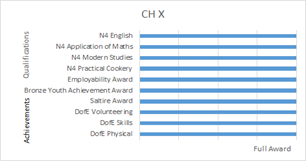 CH X
Qualifications
N4 English
N4 Application of Maths
N4 Modern Studies
N4 Practical Cookery
Employability Award
Achievements
Bronze Youth Achievement Award
Saltire Award
DofE Volunteering
DofE Skills
DofE Physical
Full Award